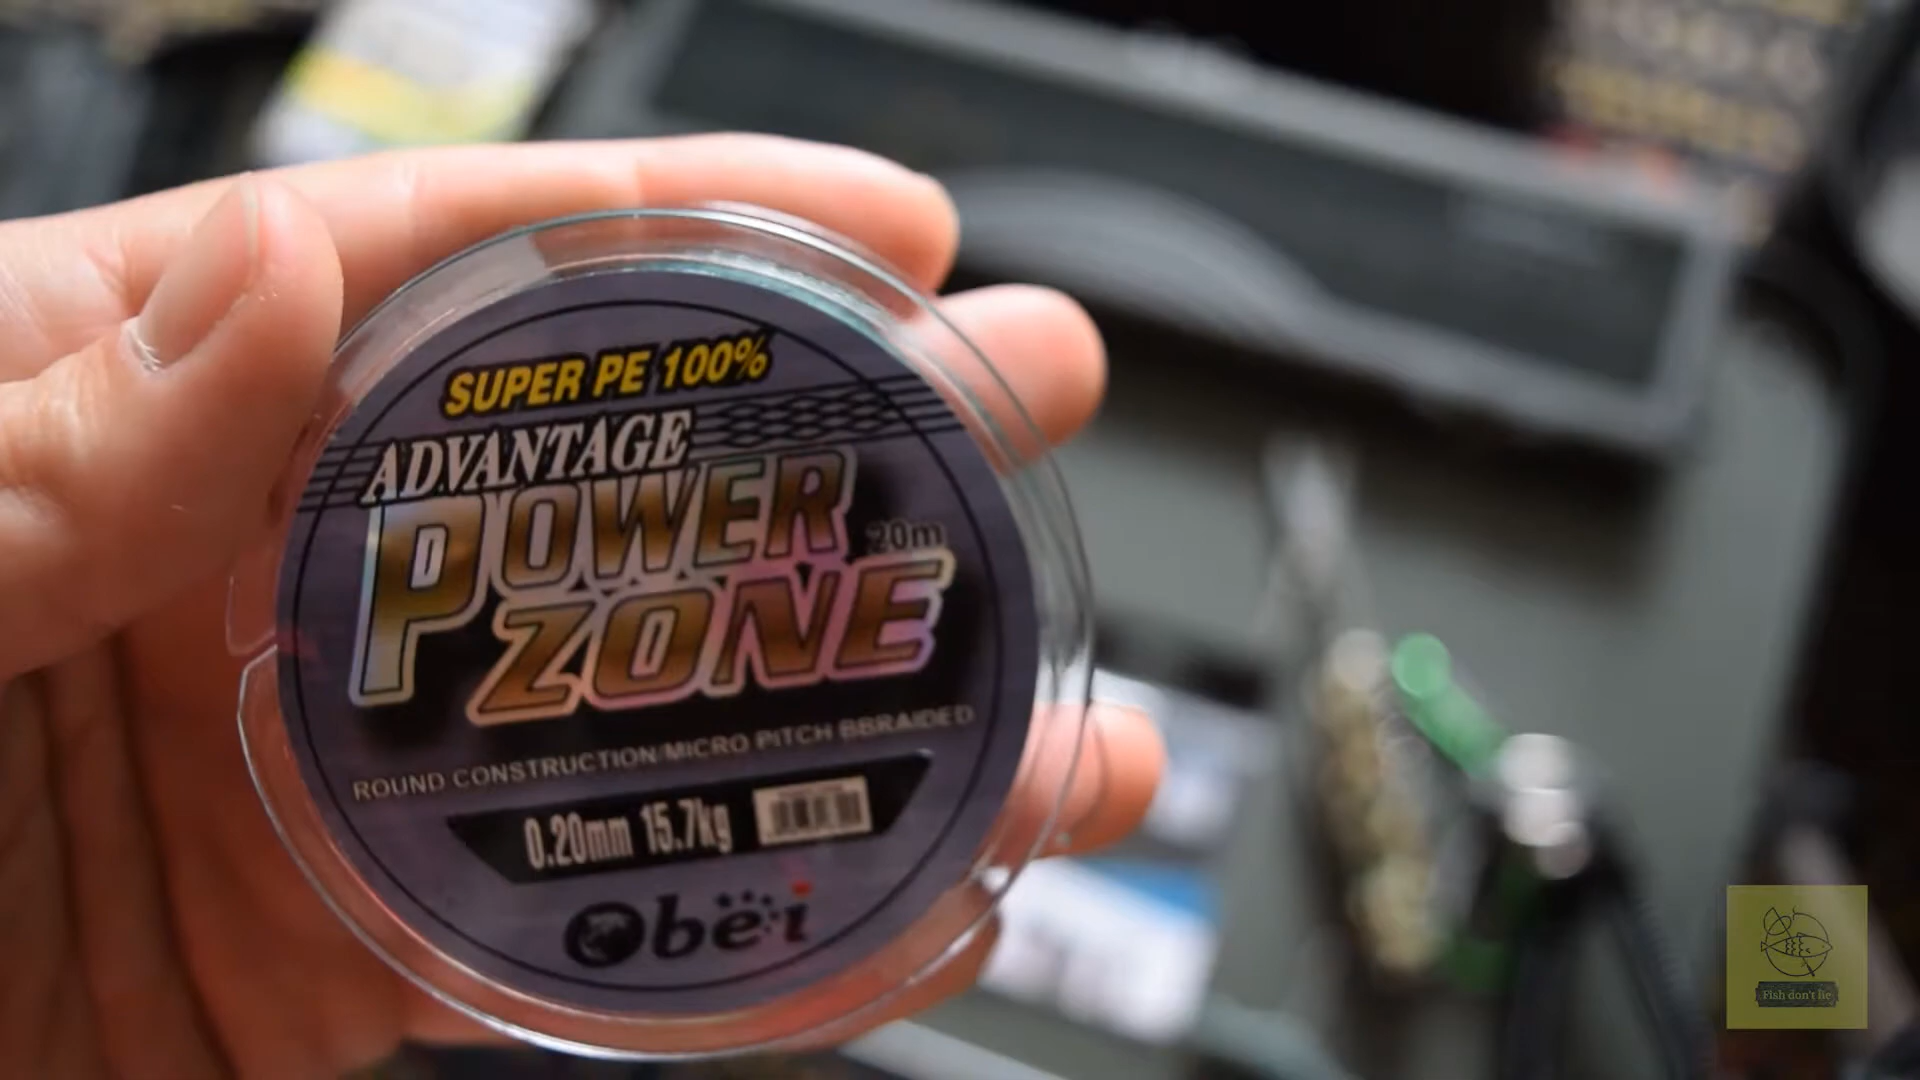 SUPER PE 100%
ADVANTAGE
POWER
20m
ZONE
ROUND CONSTRUCTION/MICRO PITCH BBRAIDED
0.20mm 15.7kg
Obei
Fish don't lie